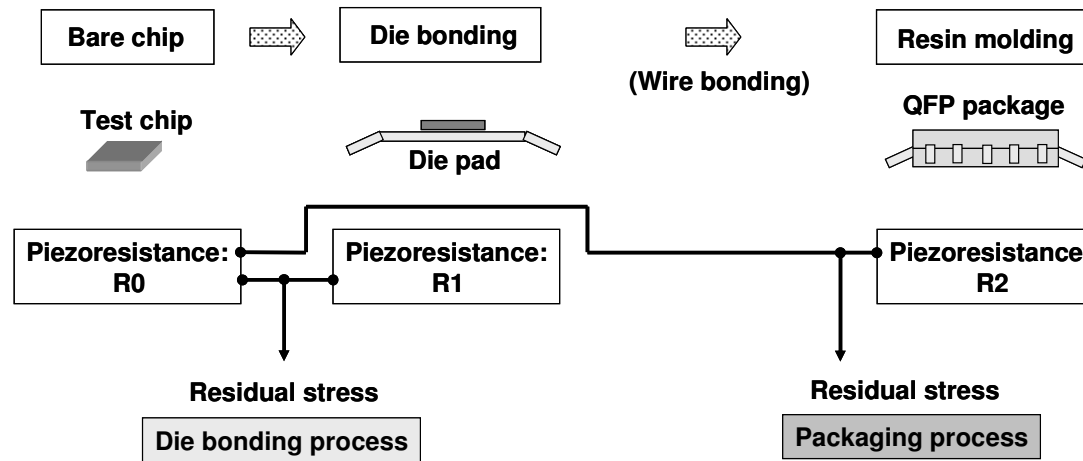 Bare chip
Die bonding
Resin molding
(Wire bonding)
Test chip
QFP package
Die pad
Piezoresistance:
R0
Piezoresistance:
R1
Piezoresistance:
R2
Residual stress
Die bonding process
Residual stress
Packaging process